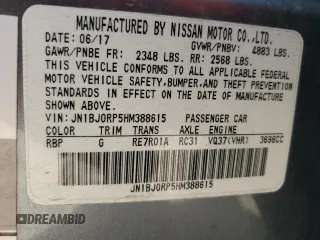 MANUFACTURED BY NISSAN MOTOR CO.,LTD.
DATE: 06/17 GVWR/PNBV: 4883 LBS.
GAWR/PNBE FR: 2348 LBS. RR: 2568 LBS.
THIS VEHICLE CONFORMS TO ALL APPLICABLE FEDERAL
MOTOR VEHICLE SAFETY, BUMPER, AND THEFT PREVENTION
STANDARDS IN EFFECT ON THE DATE OF MANUFACTURE
SHOWN ABOVE.
VIN: JN1BJ0RP5HM388615 PASSENGER CAR
COLOR TRIM TRANS AXLE ENGINE
RBP G RE7R01A RC31 VQ37(VHR) 3696CC
JN1BJ0RP5HM388615
DREAMBID